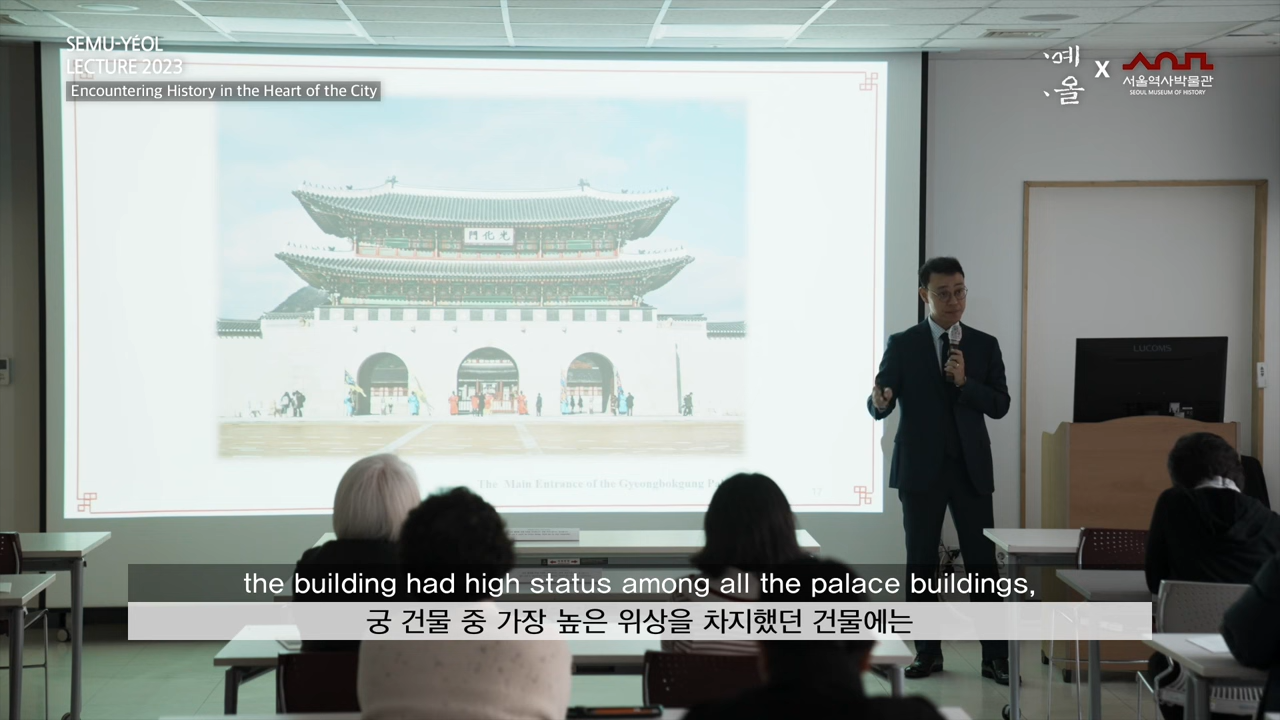 SEMU-YÉOL
LECTURE 2023
Encountering History in the Heart of the City
예올
X
서울역사박물관
SEOUL MUSEUM OF HISTORY
門化光
LUCOMS
The Main Entrance of the Gyeongbokgung
17
the building had high status among all the palace buildings,
궁 건물 중 가장 높은 위상을 차지했던 건물에는